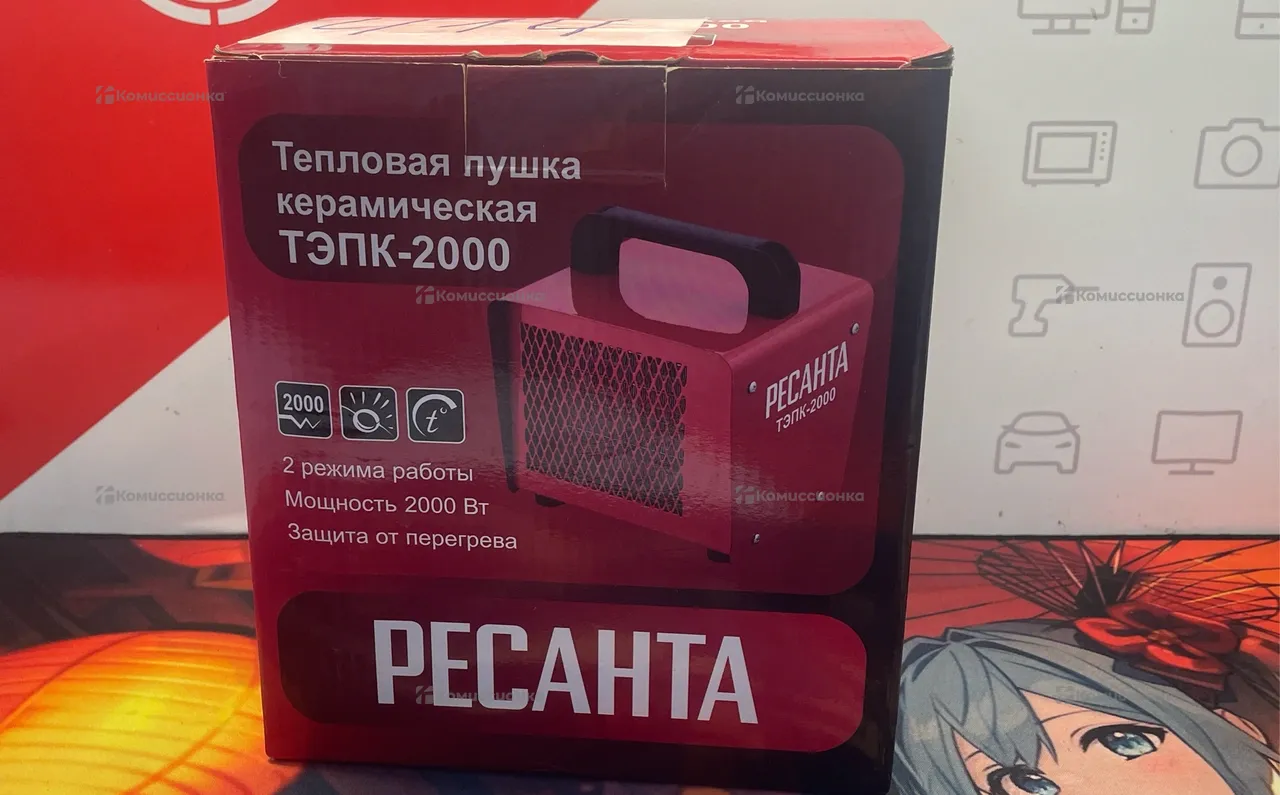 Тепловая пушка
керамическая
ТЭПК-2000
РЕСАНТА
ТЭПК-2000
2000
t°
2 режима работы
Мощность 2000 Вт
Защита от перегрева
РЕСАНТА
Комиссионка
Комиссионка
Комиссионка
Комиссионка
Комиссионка
Комиссионка